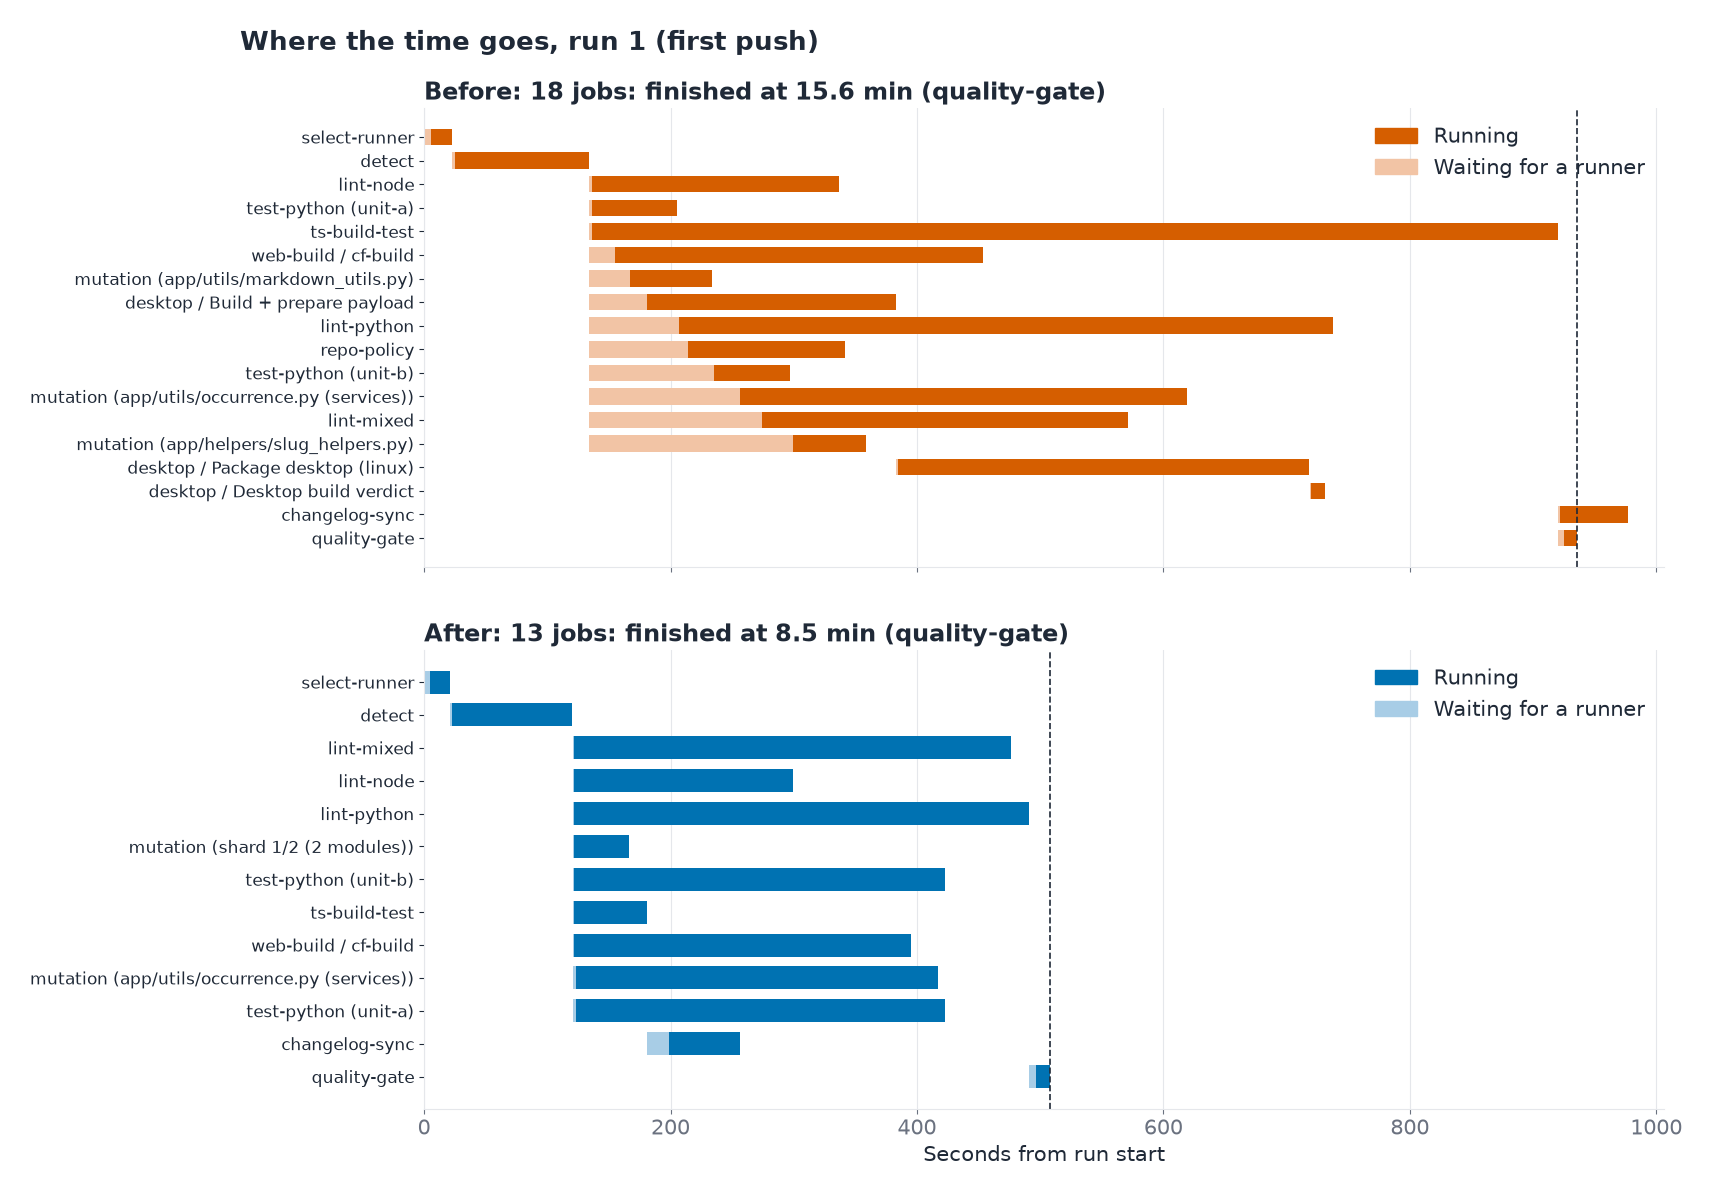 Where the time goes, run 1 (first push)
Before: 18 jobs: finished at 15.6 min (quality-gate)
select-runner
detect
lint-node
test-python (unit-a)
ts-build-test
web-build / cf-build
mutation (app/utils/markdown_utils.py)
desktop / Build + prepare payload
lint-python
repo-policy
test-python (unit-b)
mutation (app/utils/occurrence.py (services))
lint-mixed
mutation (app/helpers/slug_helpers.py)
desktop / Package desktop (linux)
desktop / Desktop build verdict
changelog-sync
quality-gate
Running
Waiting for a runner
After: 13 jobs: finished at 8.5 min (quality-gate)
select-runner
detect
lint-mixed
lint-node
lint-python
mutation (shard 1/2 (2 modules))
test-python (unit-b)
ts-build-test
web-build / cf-build
mutation (app/utils/occurrence.py (services))
test-python (unit-a)
changelog-sync
quality-gate
Running
Waiting for a runner
0 200 400 600 800 1000
Seconds from run start